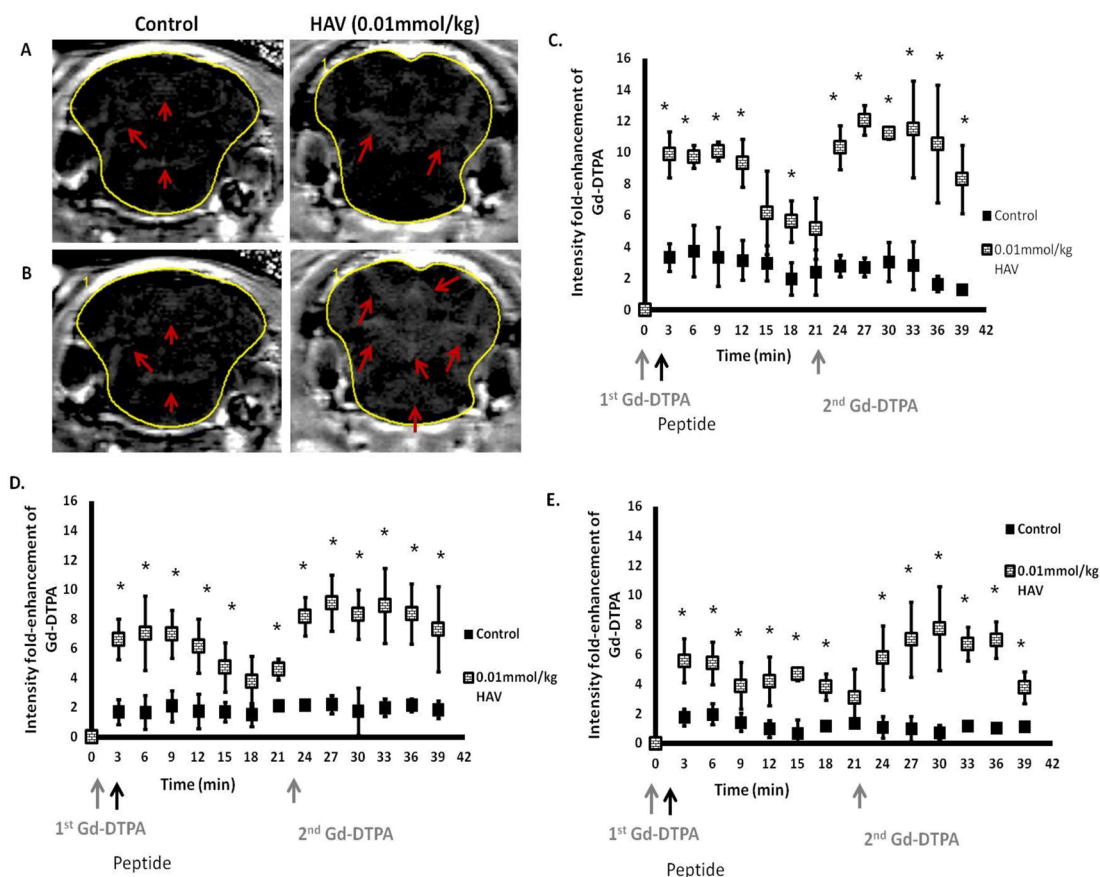 Control
HAV (0.01mmol/kg)
A
1
B
1
C.
Intensity fold-enhancement of
Gd-DTPA
16
14
12
10
8
6
4
2
0
* * * * * * * * * * *
0 3 6 9 12 15 18 21 24 27 30 33 36 39 42
Time (min)
Control
0.01mmol/kg
HAV
1st Gd-DTPA
2nd Gd-DTPA
Peptide
D.
Intensity fold-enhancement of
Gd-DTPA
16
14
12
10
8
6
4
2
0
* * * * * * * * * * * *
0 3 6 9 12 15 18 21 24 27 30 33 36 39 42
Time (min)
Control
0.01mmol/kg
HAV
1st Gd-DTPA
2nd Gd-DTPA
Peptide
E.
Intensity fold-enhancement of
Gd-DTPA
16
14
12
10
8
6
4
2
0
* * * * * * * * * * * *
0 3 6 9 12 15 18 21 24 27 30 33 36 39 42
Time (min)
Control
0.01mmol/kg
HAV
1st Gd-DTPA
2nd Gd-DTPA
Peptide